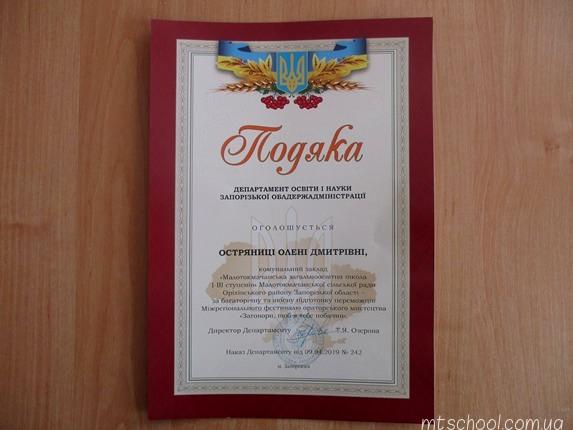 Подяка
ДЕПАРТАМЕНТ ОСВІТИ І НАУКИ
ЗАПОРІЗЬКОЇ ОБЛДЕРЖАДМІНІСТРАЦІЇ
ОГОЛОШУЄТЬСЯ
ОСТРЯНИЦІ ОЛЕНІ ДМИТРІВНІ,
комунальний заклад
«Малотокмачанська загальноосвітня школа
І-ІІІ ступенів» Малотокмачанської сільської ради
Оріхівського району Запорізької області –
за багаторічну та якісну підготовку переможців
Міжрегіонального фестивалю ораторського мистецтва
«Заговори, щоб я тебе побачив».
Директор Департаменту Т.Я. Озерова
Наказ Департаменту від 09.04.2019 № 242
м. Запоріжжя
mtschool.com.ua